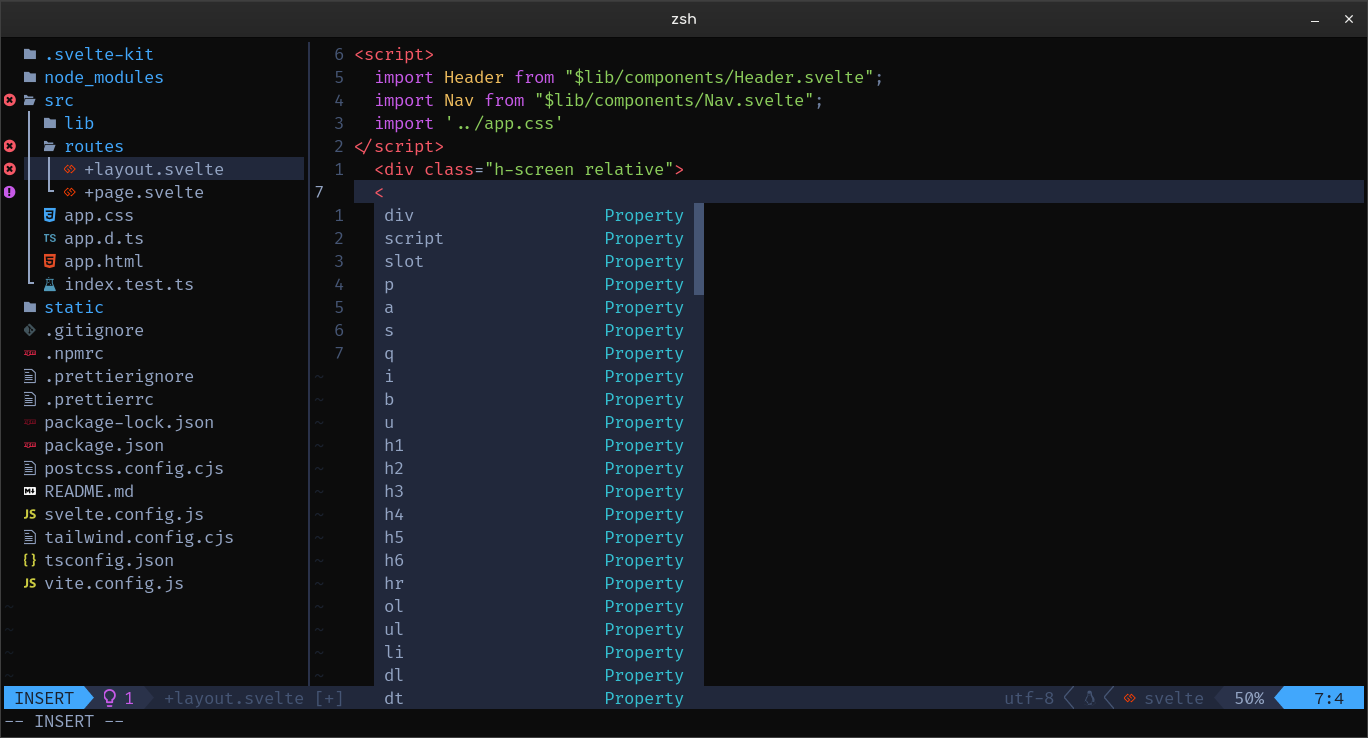 zsh
.svelte-kit
node_modules
src
lib
routes
+layout.svelte
+page.svelte
app.css
TS app.d.ts
app.html
index.test.ts
static
.gitignore
.npmrc
.prettierignore
.prettierrc
package-lock.json
package.json
postcss.config.cjs
README.md
JS svelte.config.js
tailwind.config.cjs
{} tsconfig.json
JS vite.config.js
~
~
~
~
6 <script>
5 import Header from "$lib/components/Header.svelte";
4 import Nav from "$lib/components/Nav.svelte";
3 import '../app.css'
2 </script>
1 <div class="h-screen relative">
7 <
1 div Property
2 script Property
3 slot Property
4 p Property
5 a Property
6 s Property
7 q Property
~ i Property
~ b Property
~ u Property
~ h1 Property
~ h2 Property
~ h3 Property
~ h4 Property
~ h5 Property
~ h6 Property
~ hr Property
~ ol Property
~ ul Property
~ li Property
~ dl Property
dt Property
INSERT 1 +layout.svelte [+] utf-8 svelte 50% 7:4
-- INSERT --